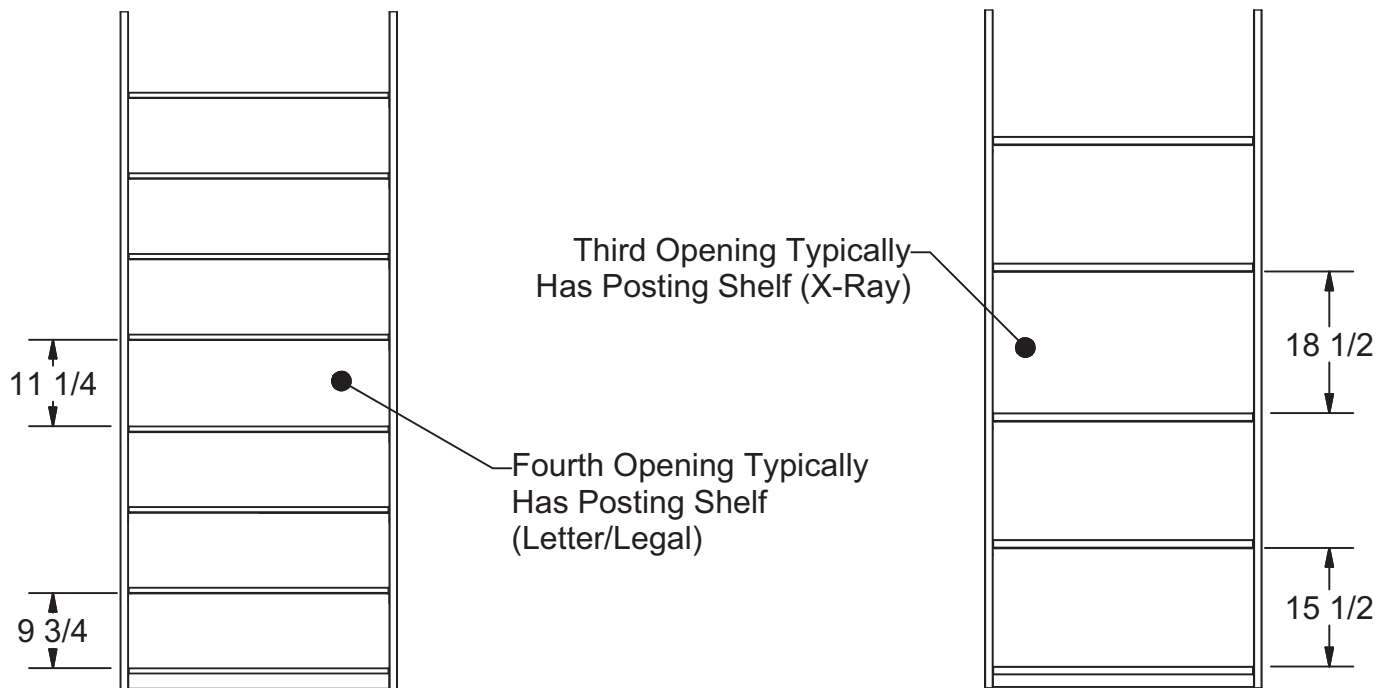 11 1/4
9 3/4
Fourth Opening Typically
Has Posting Shelf
(Letter/Legal)
Third Opening Typically
Has Posting Shelf (X-Ray)
18 1/2
15 1/2